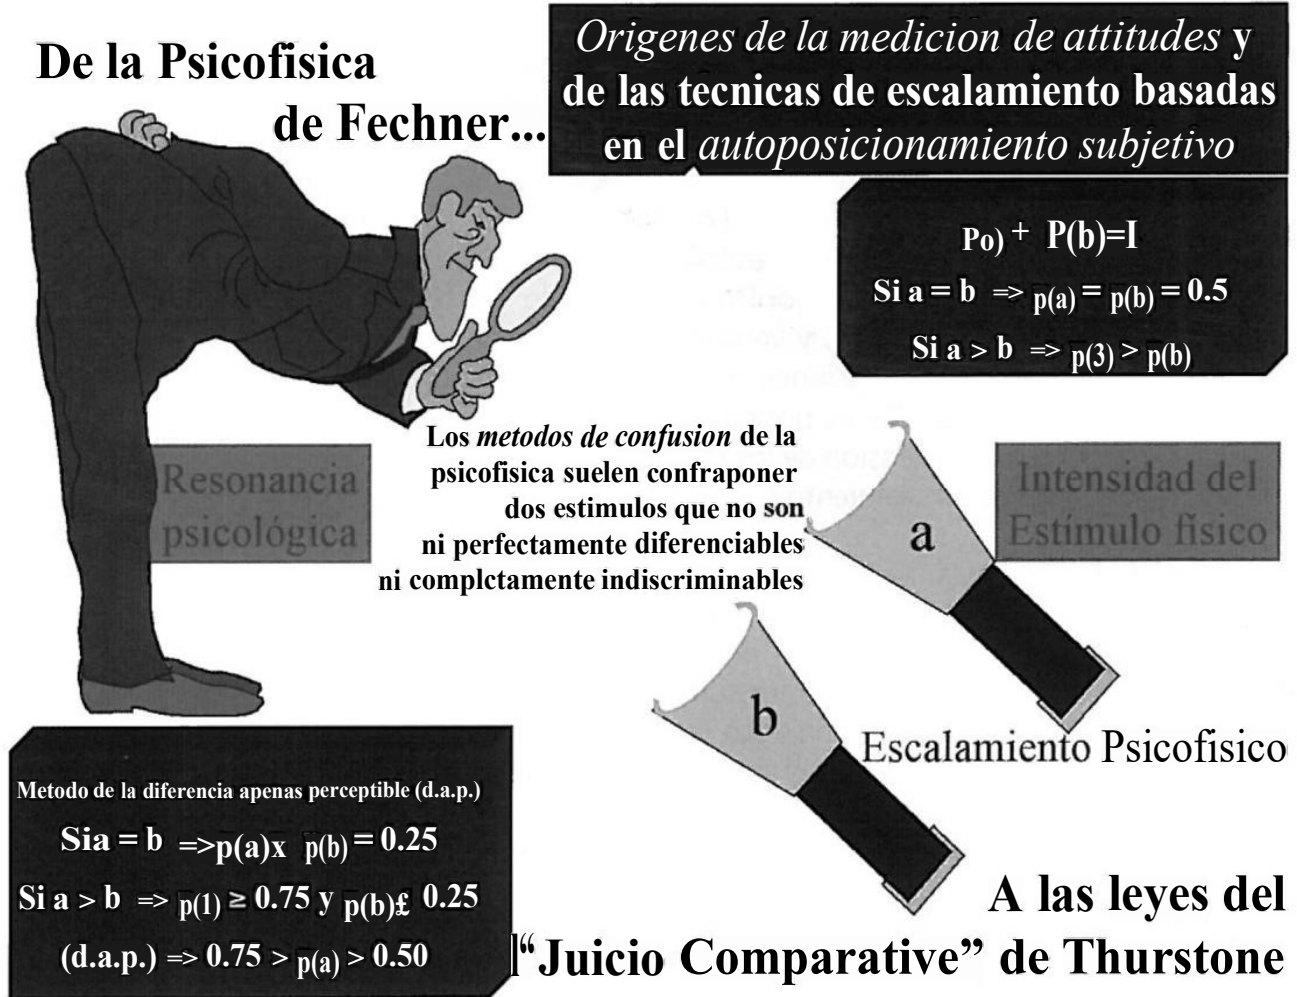 De la Psicofisica
de Fechner...
Origenes de la medicion de attitudes y
de las tecnicas de escalamiento basadas
en el autoposicionamiento subjetivo
Po) + P(b)=I
Si a = b => p(a) = p(b) = 0.5
Si a > b => p(3) > p(b)
Los metodos de confusion de la
psicofisica suelen confraponer
dos estimulos que no son
ni perfectamente diferenciables
ni complctamente indiscriminables
Resonancia
psicológica
Intensidad del
Estímulo físico
a
b
Escalamiento Psicofisico
Metodo de la diferencia apenas perceptible (d.a.p.)
Sia = b =>p(a)x p(b) = 0.25
Si a > b => p(1) ≥ 0.75 y p(b)£ 0.25
(d.a.p.) => 0.75 > p(a) > 0.50
A las leyes del
l“Juicio Comparative” de Thurstone